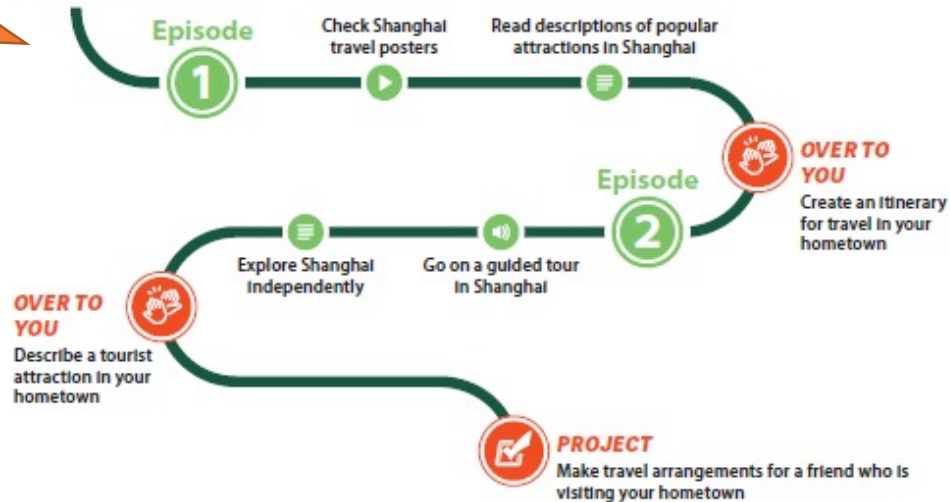 Episode
1
Check Shanghai
travel posters
Read descriptions of popular
attractions in Shanghai
OVER TO
YOU
Create an itinerary
for travel in your
hometown
Episode
2
Go on a guided tour
in Shanghai
Explore Shanghai
independently
OVER TO
YOU
Describe a tourist
attraction in your
hometown
PROJECT
Make travel arrangements for a friend who is
visiting your hometown